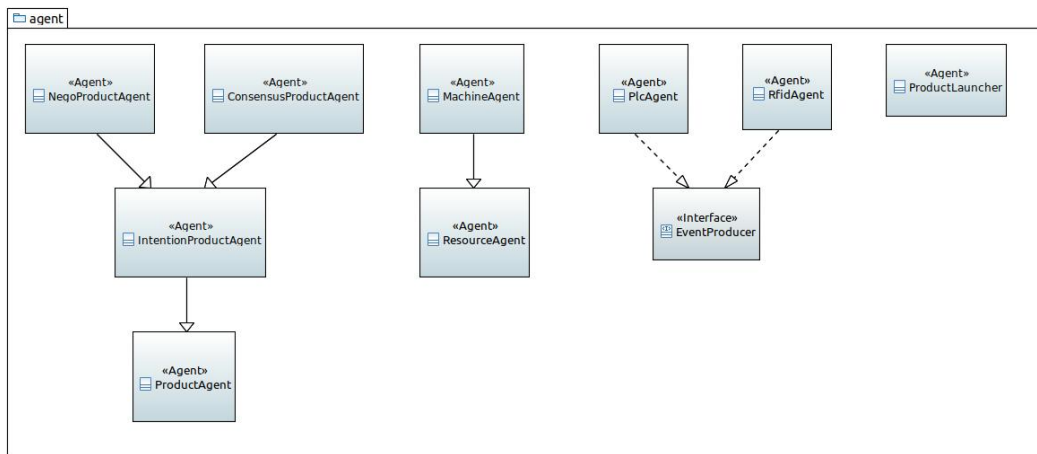 agent
«Agent»
NegoProductAgent
«Agent»
ConsensusProductAgent
«Agent»
MachineAgent
«Agent»
PlcAgent
«Agent»
RfidAgent
«Agent»
ProductLauncher
«Agent»
IntentionProductAgent
«Agent»
ResourceAgent
«Interface»
EventProducer
«Agent»
ProductAgent